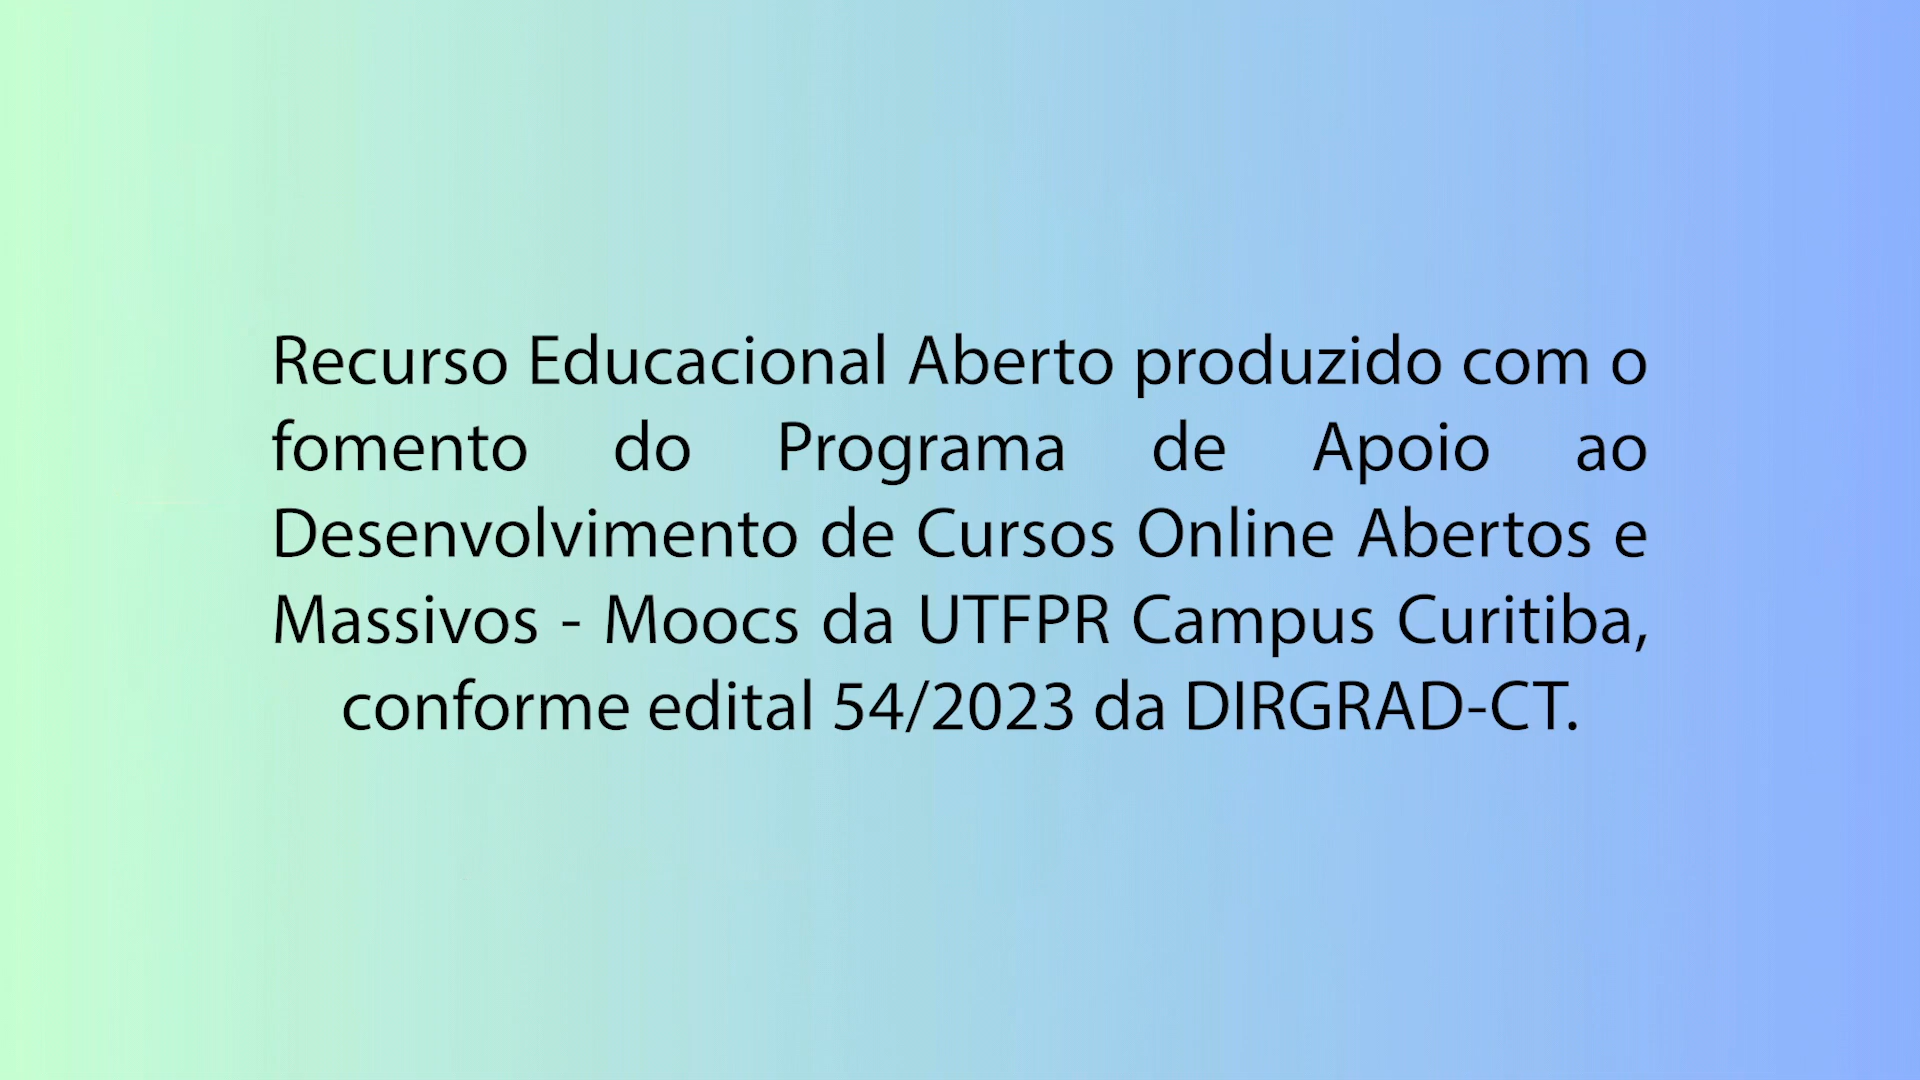 Recurso Educacional Aberto produzido com o
fomento do Programa de Apoio ao
Desenvolvimento de Cursos Online Abertos e
Massivos - Moocs da UTFPR Campus Curitiba,
conforme edital 54/2023 da DIRGRAD-CT.